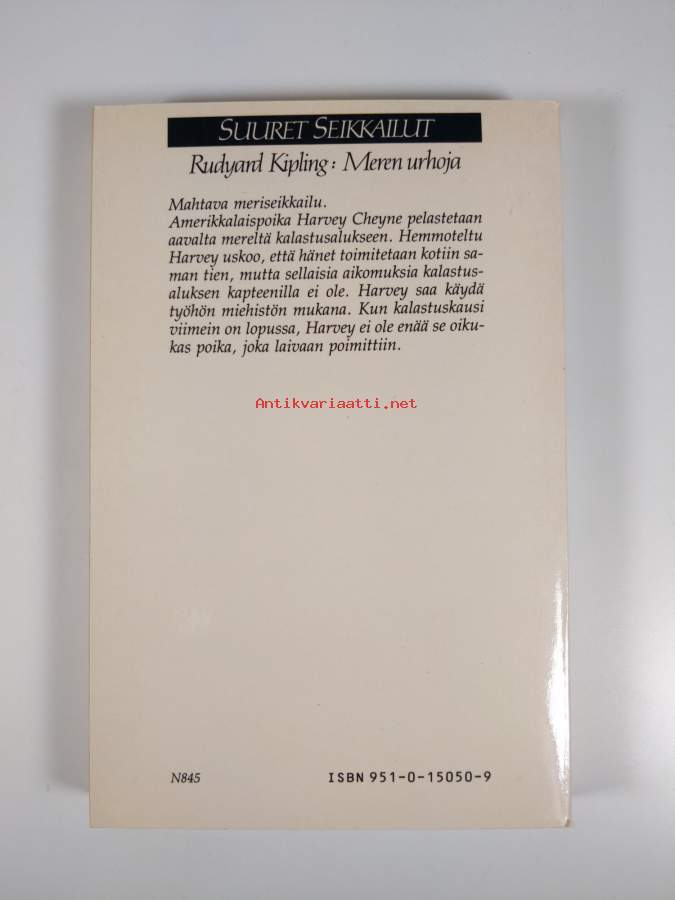 SUURET SEIKKAILUT
Rudyard Kipling: Meren urhoja
Mahtava meriseikkailu.
Amerikkalaispoika Harvey Cheyne pelastetaan
aavalta mereltä kalastusalukseen. Hemmoteltu
Harvey uskoo, että hänet toimitetaan kotiin sa-
man tien, mutta sellaisia aikomuksia kalastus-
aluksen kapteenilla ei ole. Harvey saa käydä
työhön miehistön mukana. Kun kalastuskausi
viimein on lopussa, Harvey ei ole enää se oiku-
kas poika, joka laivaan poimittiin.
Antikvariaatti.net
N845 ISBN 951-0-15050-9